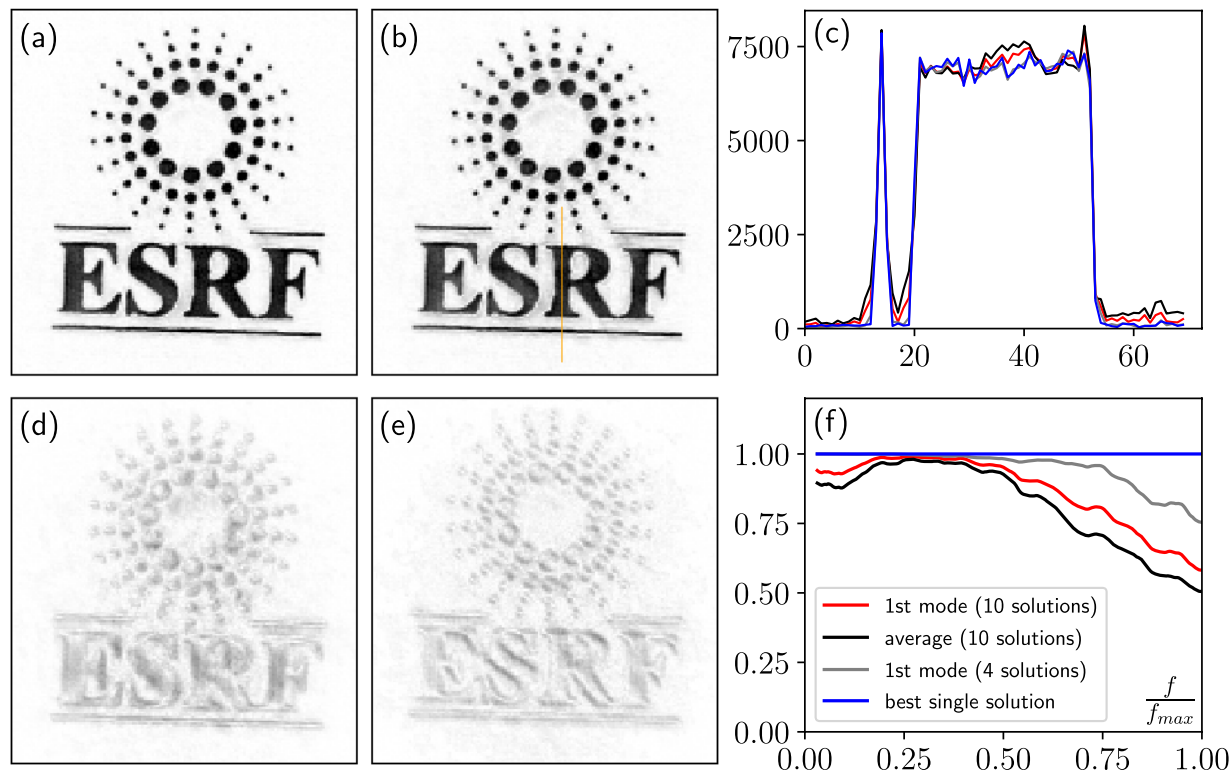 (a)
ESRF
(b)
ESRF
(c)
7500
5000
2500
0
0 20 40 60
(d)
ESRF
(e)
ESRF
(f)
1.00
0.75
0.50
0.25
0.00
1st mode (10 solutions)
average (10 solutions)
1st mode (4 solutions)
best single solution
f
f_max
0.00 0.25 0.50 0.75 1.00